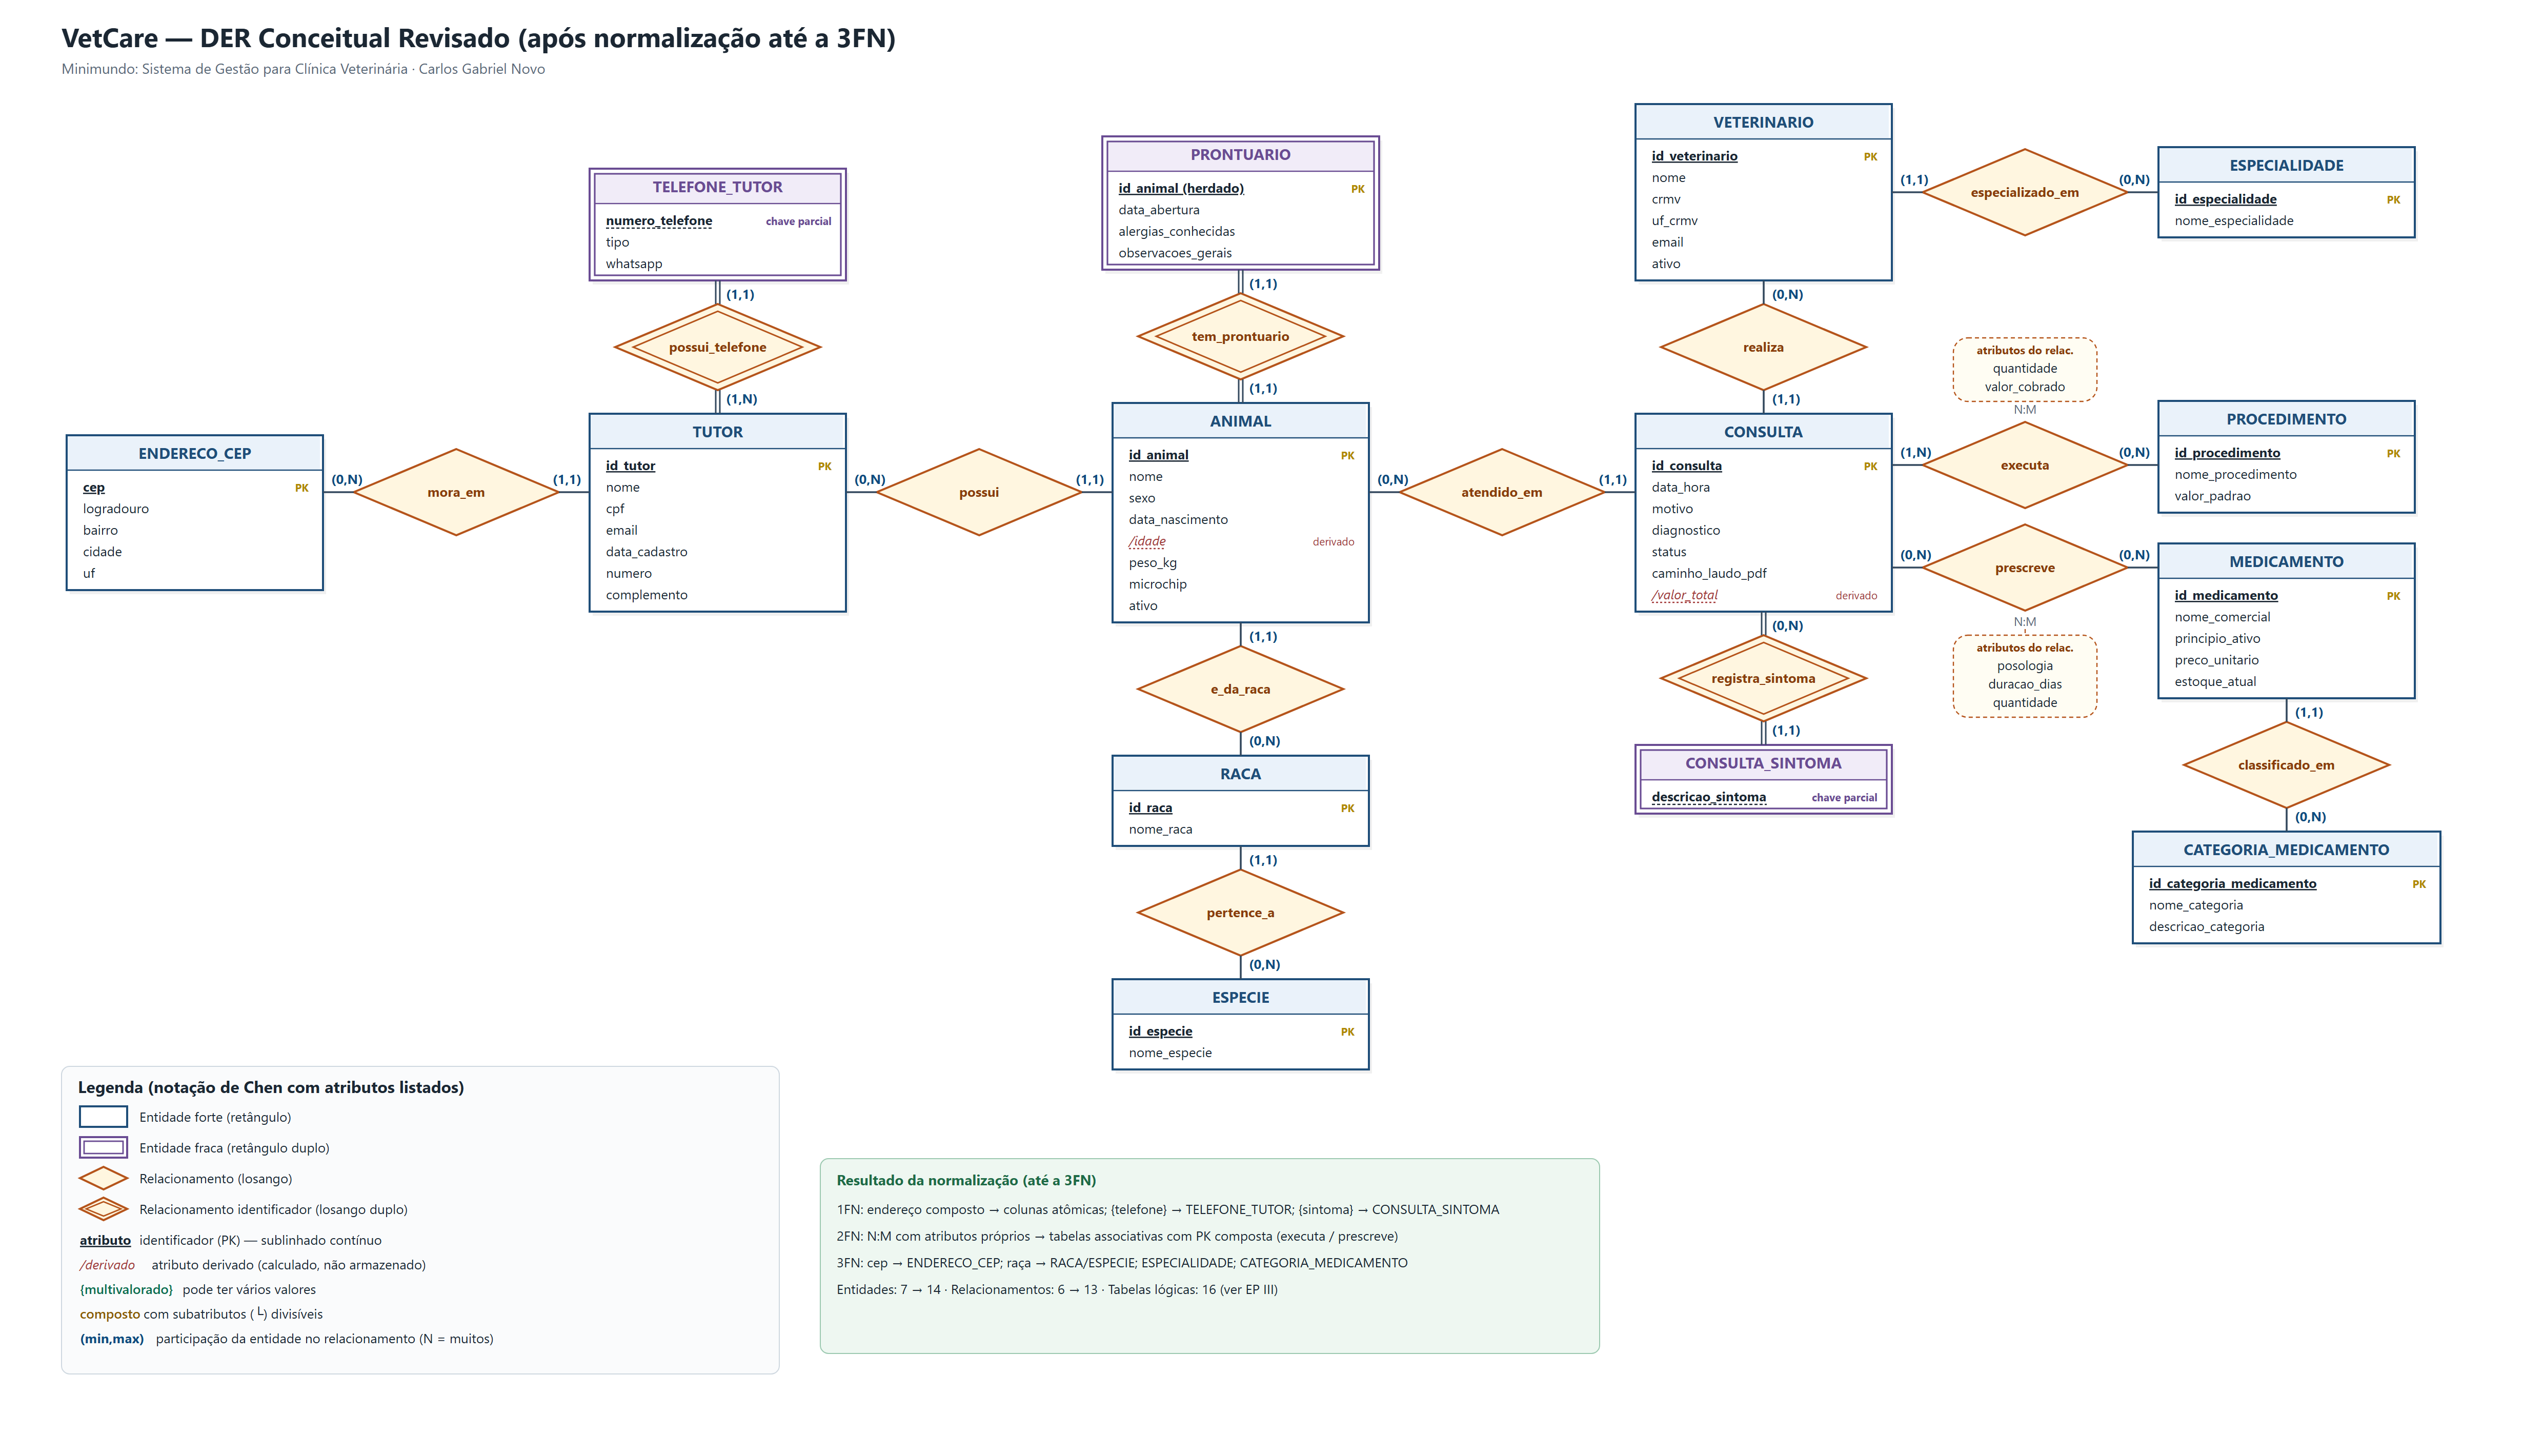 VetCare — DER Conceitual Revisado (após normalização até a 3FN)
Minimundo: Sistema de Gestão para Clínica Veterinária · Carlos Gabriel Novo
TELEFONE_TUTOR
numero_telefone chave parcial
tipo
whatsapp
(1,1)
possui_telefone
(1,N)
PRONTUARIO
id_animal (herdado) PK
data_abertura
alergias_conhecidas
observacoes_gerais
(1,1)
tem_prontuario
(1,1)
VETERINARIO
id_veterinario PK
nome
crmv
uf_crmv
email
ativo
(1,1)
especializado_em
(0,N)
ESPECIALIDADE
id_especialidade PK
nome_especialidade
(0,N)
realiza
(1,1)
ENDERECO_CEP
cep PK
logradouro
bairro
cidade
uf
(0,N)
mora_em
(1,1)
TUTOR
id_tutor PK
nome
cpf
email
data_cadastro
numero
complemento
(0,N)
possui
(1,1)
ANIMAL
id_animal PK
nome
sexo
data_nascimento
/idade derivado
peso_kg
microchip
ativo
(0,N)
atendido_em
(1,1)
CONSULTA
id_consulta PK
data_hora
motivo
diagnostico
status
caminho_laudo_pdf
/valor_total derivado
atributos do relac.
quantidade
valor_cobrado
N:M
(1,N)
executa
(0,N)
PROCEDIMENTO
id_procedimento PK
nome_procedimento
valor_padrao
(0,N)
prescreve
(0,N)
N:M
atributos do relac.
posologia
duracao_dias
quantidade
MEDICAMENTO
id_medicamento PK
nome_comercial
principio_ativo
preco_unitario
estoque_atual
(1,1)
classificado_em
(0,N)
CATEGORIA_MEDICAMENTO
id_categoria_medicamento PK
nome_categoria
descricao_categoria
(0,N)
registra_sintoma
(1,1)
CONSULTA_SINTOMA
descricao_sintoma chave parcial
(1,1)
e_da_raca
(0,N)
RACA
id_raca PK
nome_raca
(1,1)
pertence_a
(0,N)
ESPECIE
id_especie PK
nome_especie
Legenda (notação de Chen com atributos listados)
Entidade forte (retângulo)
Entidade fraca (retângulo duplo)
Relacionamento (losango)
Relacionamento identificador (losango duplo)
atributo identificador (PK) — sublinhado contínuo
/derivado atributo derivado (calculado, não armazenado)
{multivalorado} pode ter vários valores
composto com subatributos (└) divisíveis
(min,max) participação da entidade no relacionamento (N = muitos)
Resultado da normalização (até a 3FN)
1FN: endereço composto → colunas atômicas; {telefone} → TELEFONE_TUTOR; {sintoma} → CONSULTA_SINTOMA
2FN: N:M com atributos próprios → tabelas associativas com PK composta (executa / prescreve)
3FN: cep → ENDERECO_CEP; raça → RACA/ESPECIE; ESPECIALIDADE; CATEGORIA_MEDICAMENTO
Entidades: 7 → 14 · Relacionamentos: 6 → 13 · Tabelas lógicas: 16 (ver EP III)